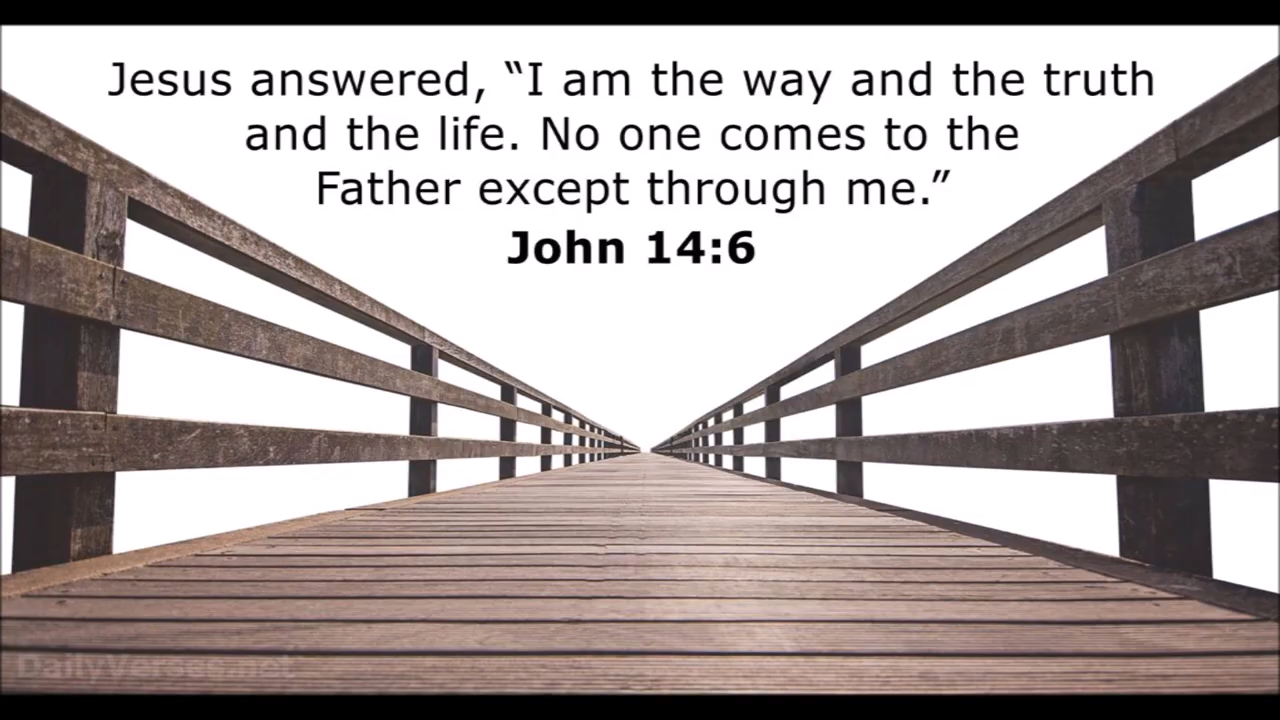 Jesus answered, “I am the way and the truth
and the life. No one comes to the
Father except through me.”
John 14:6
DailyVerses.net